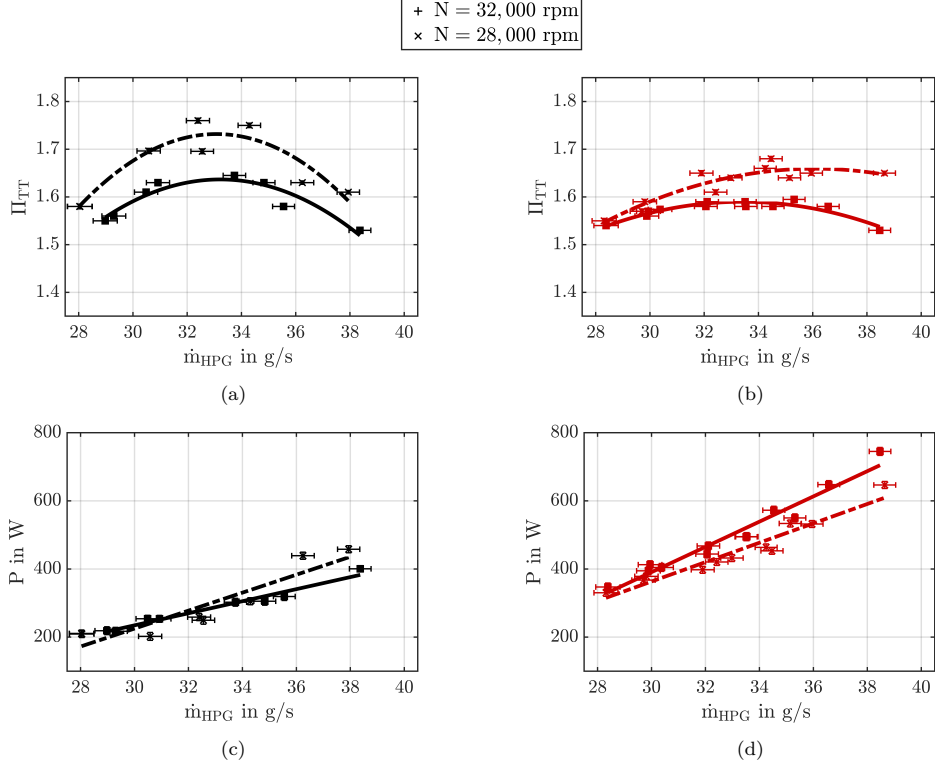 + N = 32,000 rpm
× N = 28,000 rpm
1.8
1.7
1.6
1.5
1.4
Π_TT
28 30 32 34 36 38 40
ṁ_HPG in g/s
(a)
1.8
1.7
1.6
1.5
1.4
Π_TT
28 30 32 34 36 38 40
ṁ_HPG in g/s
(b)
800
600
400
200
P in W
28 30 32 34 36 38 40
ṁ_HPG in g/s
(c)
800
600
400
200
P in W
28 30 32 34 36 38 40
ṁ_HPG in g/s
(d)